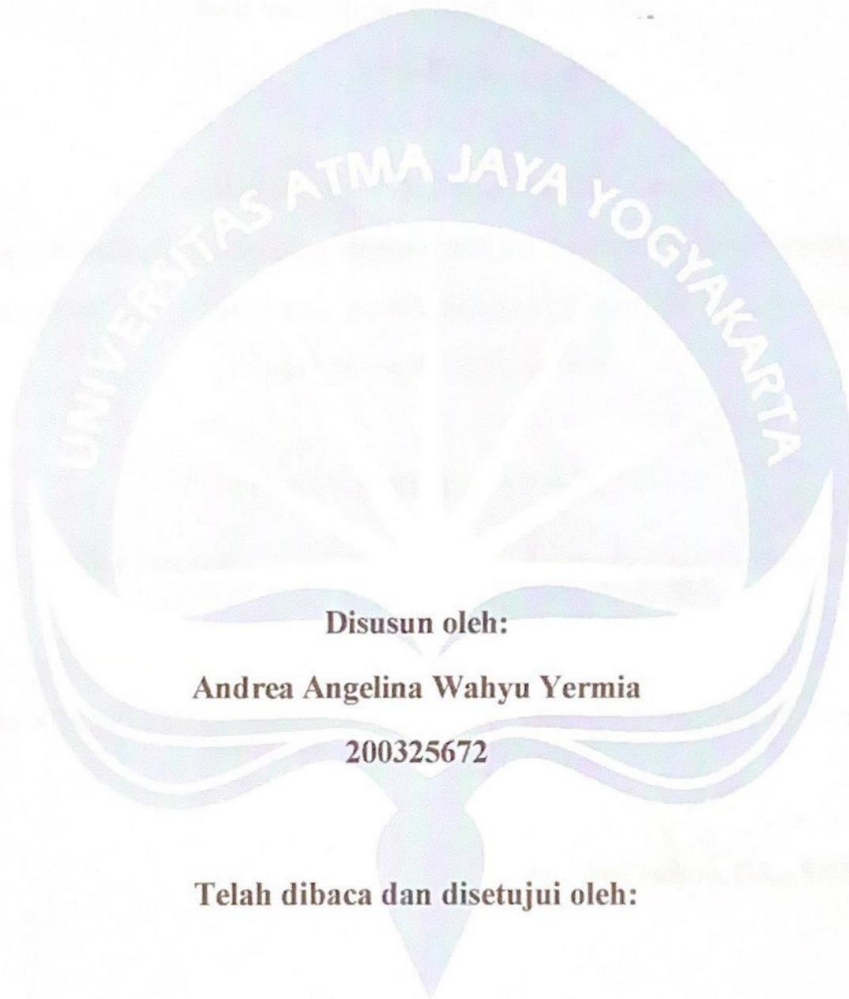 UNIVERSITAS ATMA JAYA YOGYAKARTA
Disusun oleh:
Andrea Angelina Wahyu Yermia
200325672
Telah dibaca dan disetujui oleh: